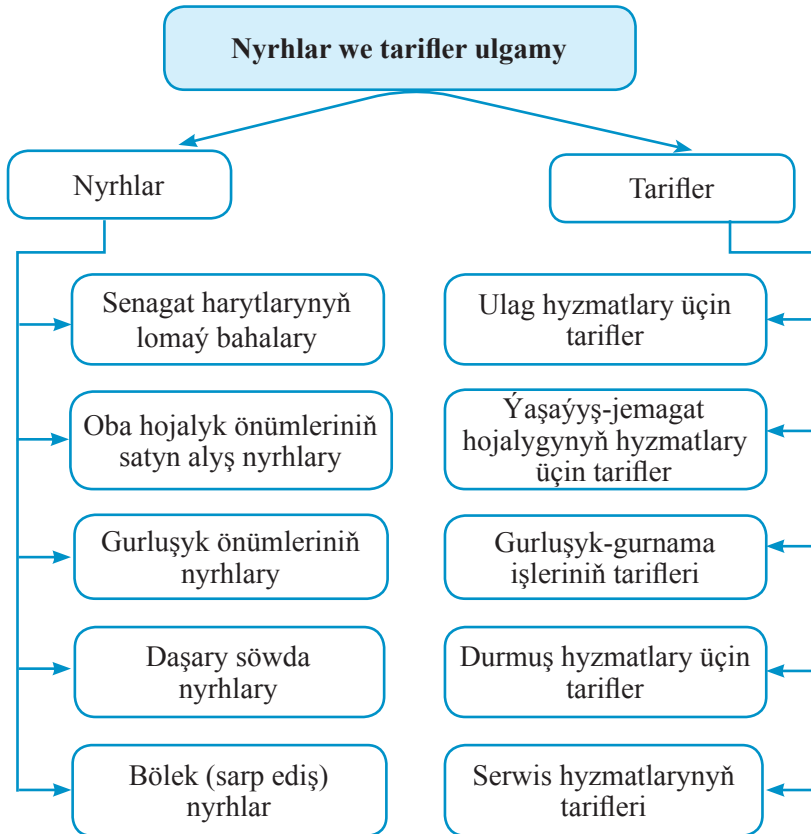 Nyrhlar we tarifler ulgamy
Nyrhlar
Senagat harytlarynyň
lomaý bahalary
Oba hojalyk önümleriniň
satyn alyş nyrhlary
Gurluşyk önümleriniň
nyrhlary
Daşary söwda
nyrhlary
Bölek (sarp ediş)
nyrhlar
Tarifler
Ulag hyzmatlary üçin
tarifler
Ýaşaýyş-jemagat
hojalygynyň hyzmatlary
üçin tarifler
Gurluşyk-gurnama
işleriniň tarifleri
Durmuş hyzmatlary üçin
tarifler
Serwis hyzmatlarynyň
tarifleri